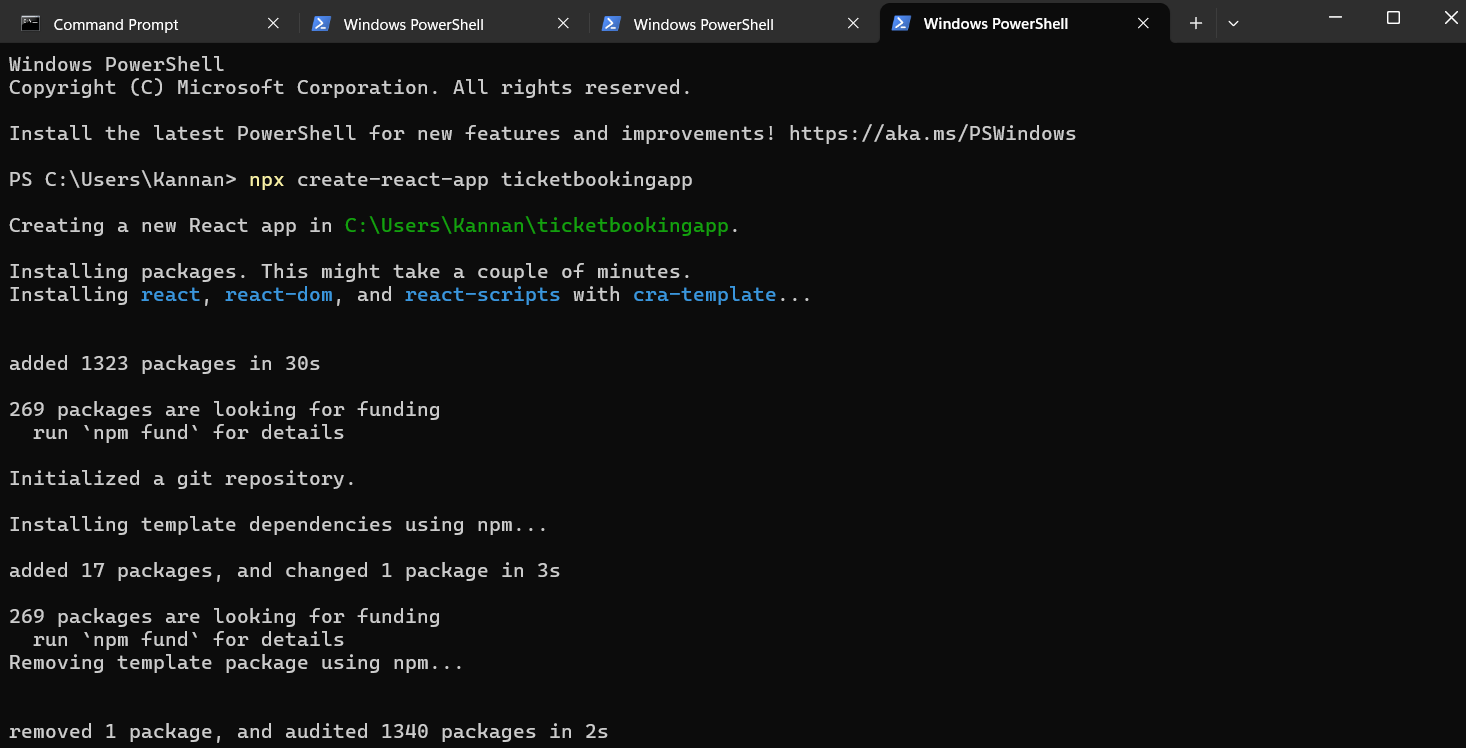 Command Prompt
Windows PowerShell
Windows PowerShell
Windows PowerShell
Windows PowerShell
Copyright (C) Microsoft Corporation. All rights reserved.
Install the latest PowerShell for new features and improvements! https://aka.ms/PSWindows
PS C:\Users\Kannan> npx create-react-app ticketbookingapp
Creating a new React app in C:\Users\Kannan\ticketbookingapp.
Installing packages. This might take a couple of minutes.
Installing react, react-dom, and react-scripts with cra-template...
added 1323 packages in 30s
269 packages are looking for funding
  run `npm fund` for details
Initialized a git repository.
Installing template dependencies using npm...
added 17 packages, and changed 1 package in 3s
269 packages are looking for funding
  run `npm fund` for details
Removing template package using npm...
removed 1 package, and audited 1340 packages in 2s